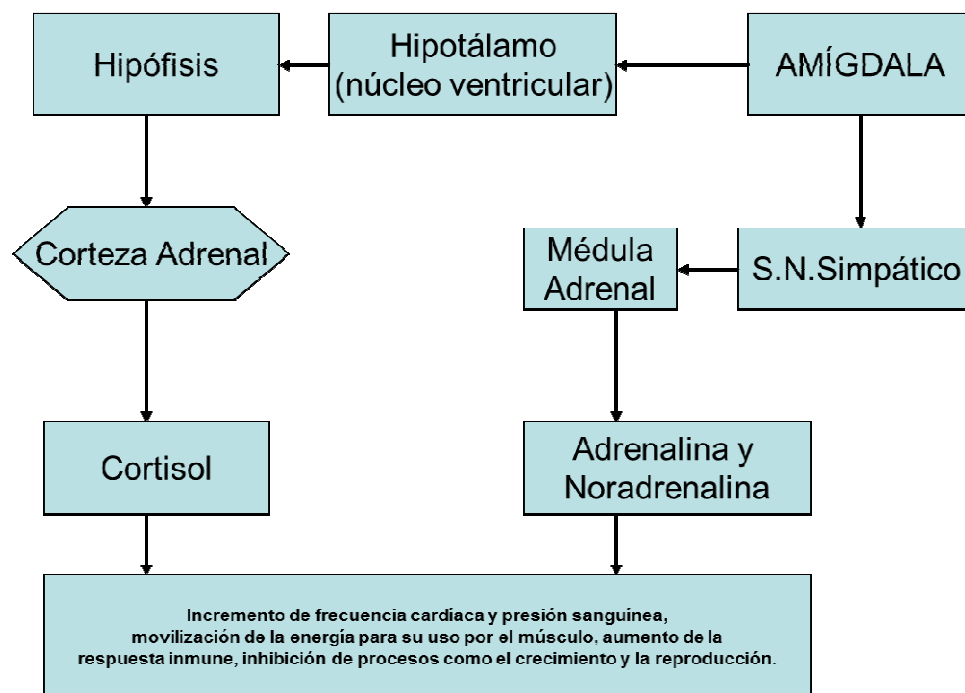 Hipófisis
Hipotálamo
(núcleo ventricular)
AMÍGDALA
Corteza Adrenal
Médula
Adrenal
S.N.Simpático
Cortisol
Adrenalina y
Noradrenalina
Incremento de frecuencia cardíaca y presión sanguínea,
movilización de la energía para su uso por el músculo, aumento de la
respuesta inmune, inhibición de procesos como el crecimiento y la reproducción.